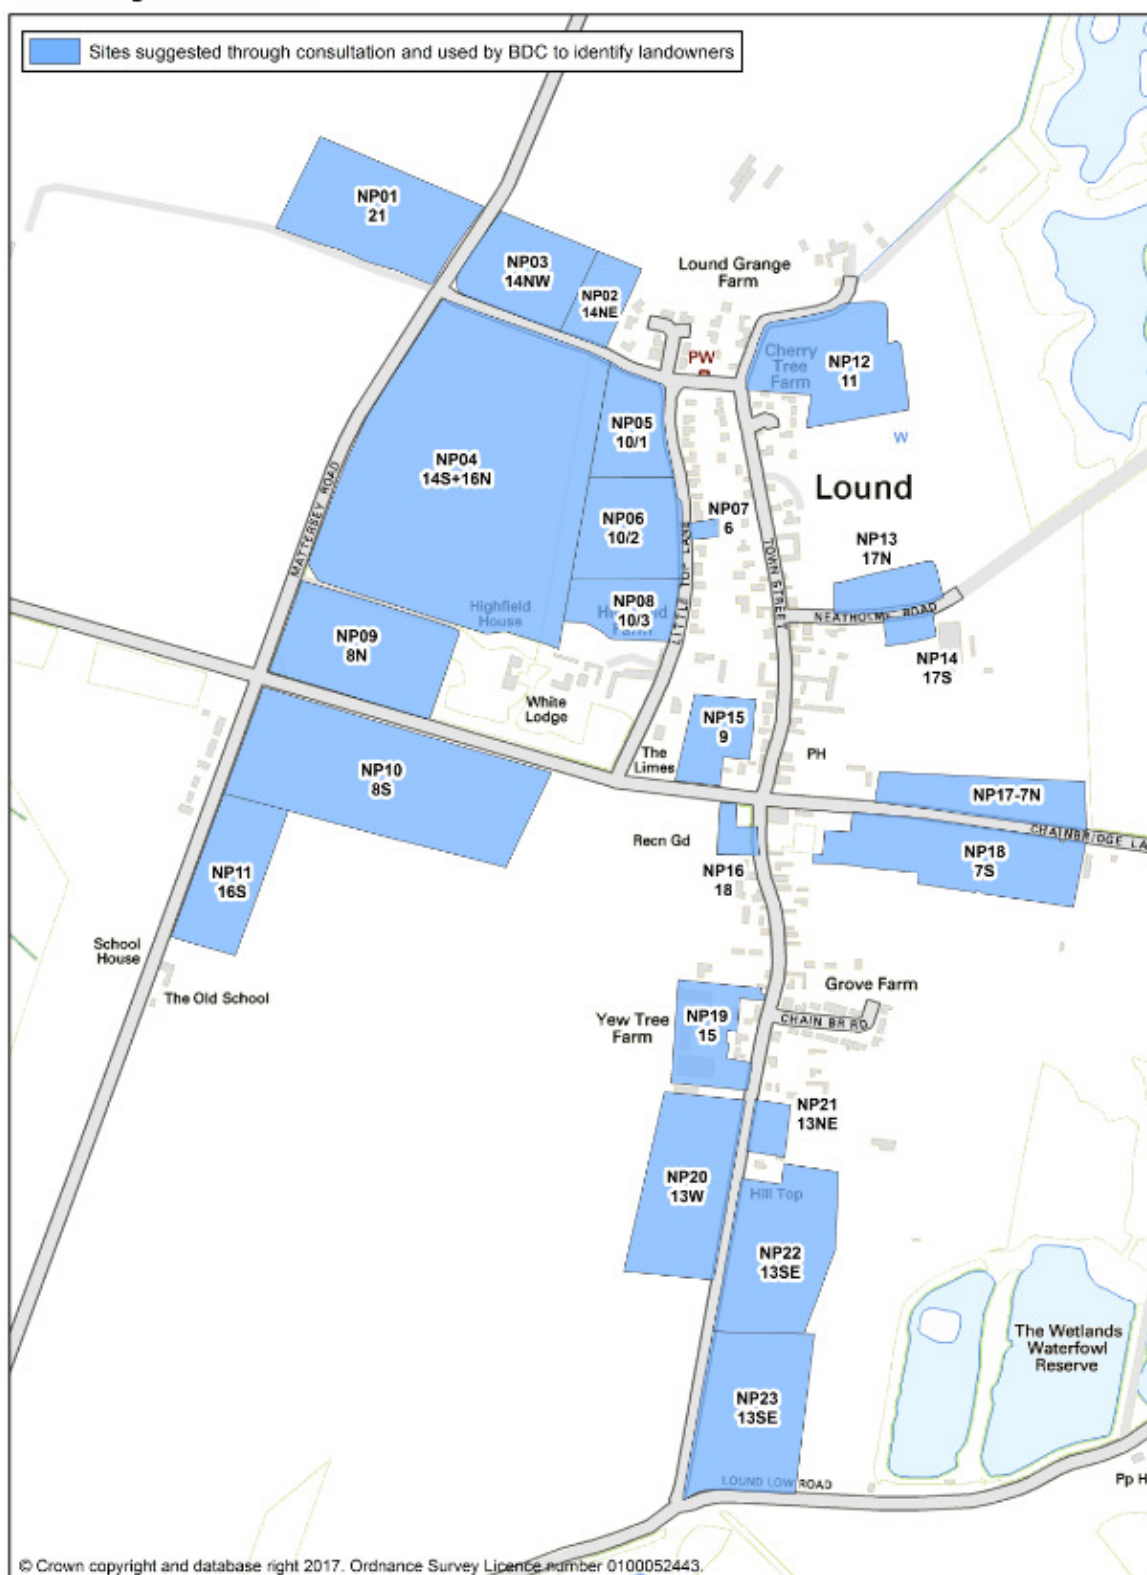 Sites suggested through consultation and used by BDC to identify landowners
NP01
21
NP03
14NW
NP02
14NE
Lound Grange
Farm
PW
Cherry
Tree
Farm
NP12
11
W
NP05
10/1
NP04
14S+16N
Lound
MATTERSEY ROAD
NP06
10/2
NP07
6
LITTLE TOP LANE
TOWN STREET
NP13
17N
NEATHOLME ROAD
NP14
17S
Highfield
House
NP08
10/3
NP09
8N
White
Lodge
NP15
9
The
Limes
PH
NP10
8S
NP17-7N
CHAINBRIDGE LA
Recn Gd
NP16
18
NP18
7S
NP11
16S
School
House
The Old School
Grove Farm
CHAIN BR RD
Yew Tree
Farm
NP19
15
NP21
13NE
NP20
13W
Hill Top
NP22
13SE
The Wetlands
Waterfowl
Reserve
NP23
13SE
LOUND LOW ROAD
Pp H
© Crown copyright and database right 2017. Ordnance Survey Licence number 0100052443.